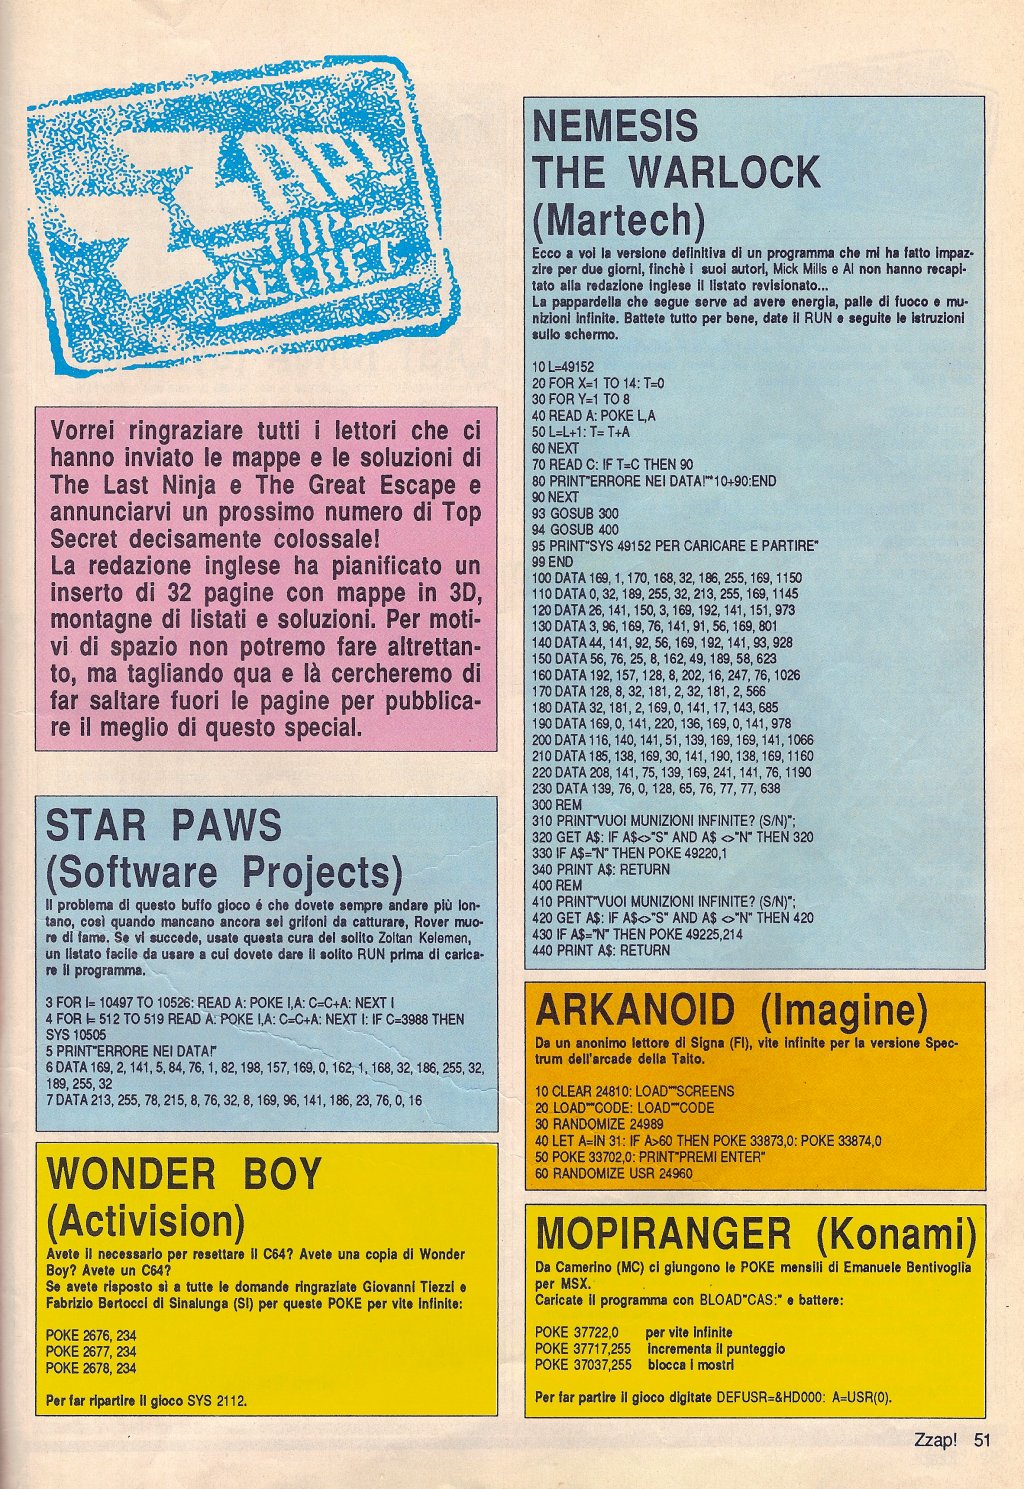 ZZAP!
TOP
SECRET
Vorrei ringraziare tutti i lettori che ci
hanno inviato le mappe e le soluzioni di
The Last Ninja e The Great Escape e
annunciarvi un prossimo numero di Top
Secret decisamente colossale!
La redazione inglese ha pianificato un
inserto di 32 pagine con mappe in 3D,
montagne di listati e soluzioni. Per moti-
vi di spazio non potremo fare altrettan-
to, ma tagliando qua e là cercheremo di
far saltare fuori le pagine per pubblica-
re il meglio di questo special.
STAR PAWS
(Software Projects)
Il problema di questo buffo gioco é che dovete sempre andare più lon-
tano, così quando mancano ancora sei grifoni da catturare, Rover muo-
re di fame. Se vi succede, usate questa cura del solito Zoltan Kelemen,
un listato facile da usare a cui dovete dare il solito RUN prima di carica-
re il programma.
3 FOR I= 10497 TO 10526: READ A: POKE I,A: C=C+A: NEXT I
4 FOR I= 512 TO 519 READ A: POKE I,A: C=C+A: NEXT I: IF C=3988 THEN
SYS 10505
5 PRINT"ERRORE NEI DATA!"
6 DATA 169, 2, 141, 5, 84, 76, 1, 82, 198, 157, 169, 0, 162, 1, 168, 32, 186, 255, 32,
189, 255, 32
7 DATA 213, 255, 78, 215, 8, 76, 32, 8, 169, 96, 141, 186, 23, 76, 0, 16
WONDER BOY
(Activision)
Avete il necessario per resettare il C64? Avete una copia di Wonder
Boy? Avete un C64?
Se avete risposto sì a tutte le domande ringraziate Giovanni Tiezzi e
Fabrizio Bertocci di Sinalunga (SI) per queste POKE per vite infinite:
POKE 2676, 234
POKE 2677, 234
POKE 2678, 234
Per far ripartire il gioco SYS 2112.
NEMESIS
THE WARLOCK
(Martech)
Ecco a voi la versione definitiva di un programma che mi ha fatto impaz-
zire per due giorni, finchè i suoi autori, Mick Mills e Al non hanno recapi-
tato alla redazione inglese il listato revisionato...
La pappardella che segue serve ad avere energia, palle di fuoco e mu-
nizioni infinite. Battete tutto per bene, date il RUN e seguite le istruzioni
sullo schermo.
10 L=49152
20 FOR X=1 TO 14: T=0
30 FOR Y=1 TO 8
40 READ A: POKE L,A
50 L=L+1: T= T+A
60 NEXT
70 READ C: IF T=C THEN 90
80 PRINT"ERRORE NEI DATA!"*10+90:END
90 NEXT
93 GOSUB 300
94 GOSUB 400
95 PRINT"SYS 49152 PER CARICARE E PARTIRE"
99 END
100 DATA 169, 1, 170, 168, 32, 186, 255, 169, 1150
110 DATA 0, 32, 189, 255, 32, 213, 255, 169, 1145
120 DATA 26, 141, 150, 3, 169, 192, 141, 151, 973
130 DATA 3, 96, 169, 76, 141, 91, 56, 169, 801
140 DATA 44, 141, 92, 56, 169, 192, 141, 93, 928
150 DATA 56, 76, 25, 8, 162, 49, 189, 58, 623
160 DATA 192, 157, 128, 8, 202, 16, 247, 76, 1026
170 DATA 128, 8, 32, 181, 2, 32, 181, 2, 566
180 DATA 32, 181, 2, 169, 0, 141, 17, 143, 685
190 DATA 169, 0, 141, 220, 136, 169, 0, 141, 978
200 DATA 116, 140, 141, 51, 139, 169, 169, 141, 1066
210 DATA 185, 138, 169, 30, 141, 190, 138, 169, 1160
220 DATA 208, 141, 75, 139, 169, 241, 141, 76, 1190
230 DATA 139, 76, 0, 128, 65, 76, 77, 77, 638
300 REM
310 PRINT"VUOI MUNIZIONI INFINITE? (S/N)";
320 GET A$: IF A$<>"S" AND A$ <>"N" THEN 320
330 IF A$="N" THEN POKE 49220,1
340 PRINT A$: RETURN
400 REM
410 PRINT"VUOI MUNIZIONI INFINITE? (S/N)";
420 GET A$: IF A$<>"S" AND A$ <>"N" THEN 420
430 IF A$="N" THEN POKE 49225,214
440 PRINT A$: RETURN
ARKANOID (Imagine)
Da un anonimo lettore di Signa (FI), vite infinite per la versione Spec-
trum dell'arcade della Taito.
10 CLEAR 24810: LOAD""SCREENS
20 LOAD""CODE: LOAD""CODE
30 RANDOMIZE 24989
40 LET A=IN 31: IF A>60 THEN POKE 33873,0: POKE 33874,0
50 POKE 33702,0: PRINT"PREMI ENTER"
60 RANDOMIZE USR 24960
MOPIRANGER (Konami)
Da Camerino (MC) ci giungono le POKE mensili di Emanuele Bentivoglia
per MSX.
Caricate il programma con BLOAD"CAS:" e battere:
POKE 37722,0 per vite infinite
POKE 37717,255 incrementa il punteggio
POKE 37037,255 blocca i mostri
Per far partire il gioco digitate DEFUSR=&HD000: A=USR(0).
Zzap! 51